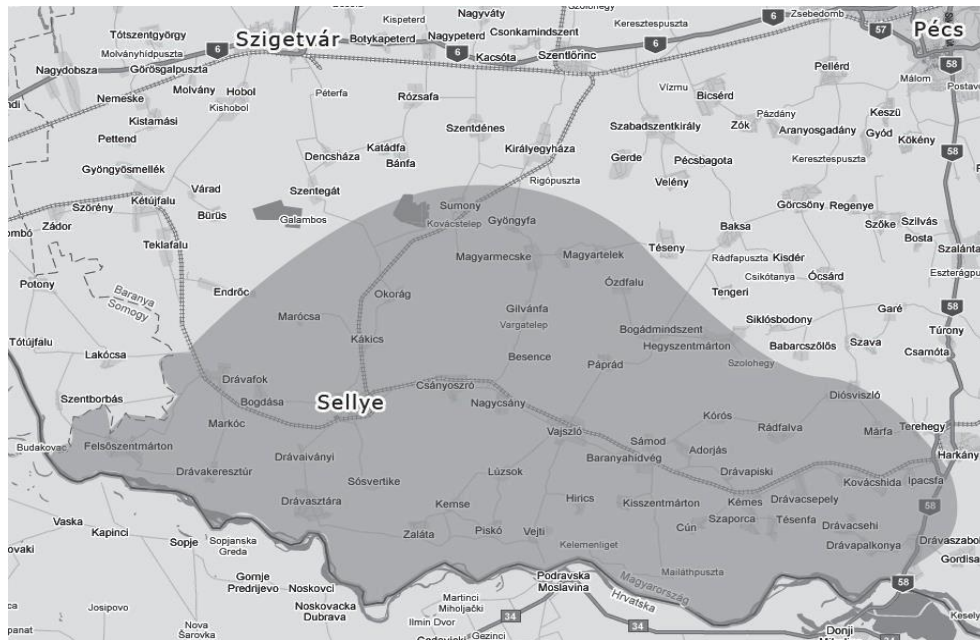 Kispeterd
Nagyváty
Szőlőhegy
Zsebedomb
6
Tótszentgyörgy
Szigetvár
Botykapeterd
Nagypeterd
Csonkamindszent
Keresztespuszta
57
Pécs
Molványhídpuszta
6
6
Kacsóta
Szentlőrinc
6
58
Nagydobsza
Görösgalpuszta
Pellérd
Málom
Postavö
Nemeske
Molvány
Hobol
Péterfa
Rózsafa
Vízmu
Bicsérd
Kishobol
Pázdány
Keszü
Kistamási
Szentdénes
Szabadszentkirály
Zók
Aranyosgadány
Gyód
Kökény
58
Pettend
Katádfa
Királyegyháza
Dencsháza
Bánfa
Gerde
Pécsbagota
Keresztespuszta
Gyöngyösmellék
Rigópuszta
Velény
Várad
Szentegát
Szörény
Kétújfalu
Sumony
Görcsöny
Regenye
Zádor
Bürüs
Galambos
Kovácstelep
Gyöngyfa
Baksa
Szőke
Szilvás
Bosta
Teklafalu
Téseny
Szalánta
Magyarmecske
Magyartelek
Rádfapuszta
Kisdér
Eszterágpu
Potony
Csikótanya
Ócsárd
Baranya
Somogy
Endrőc
Okorág
Ózdfalu
Tengeri
Gilvánfa
58
Garé
Marócsa
Siklósbodony
Vargatelep
Bogádmindszent
Túrony
Tótújfalu
Kákics
Hegyszentmárton
Babarcszőlős
Szava
Csarnóta
Lakócsa
Besence
Páprád
Szolohegy
Drávafok
Csányoszró
Szentborbás
Bogdása
Sellye
Nagycsány
Diósviszló
Kórós
Markóc
Vajszló
Rádfalva
Márfa
Terehegy
Budakovac
Felsőszentmárton
Sámod
Adorjás
Harkány
Drávaiványi
Baranyahídvég
Drávakeresztúr
Lúzsok
Drávapiski
Sósvertike
Kovácshida
Ipacsfa
Drávasztára
Kemse
Hirics
Kisszentmárton
Kémes
Drávacsepely
58
Vaska
Kapinci
Sopje
Sopjanska
Greda
Zaláta
Piskó
Vejti
Cún
Szaporca
Tésenfa
Drávacsehi
Kelemenliget
Drávapalkonya
Drávaszabol
Gordisa
Gornje
Predrijevo
Noskovci
Podravska
Moslavina
Mailáthpuszta
Magyarország
Hrvatska
58
Josipovo
Noskovacka
Dubrava
Martinci
Miholjački
Kesely
Nova
Šarovka
Ilmin Dvor
34
34
Donji
Gezinci
34